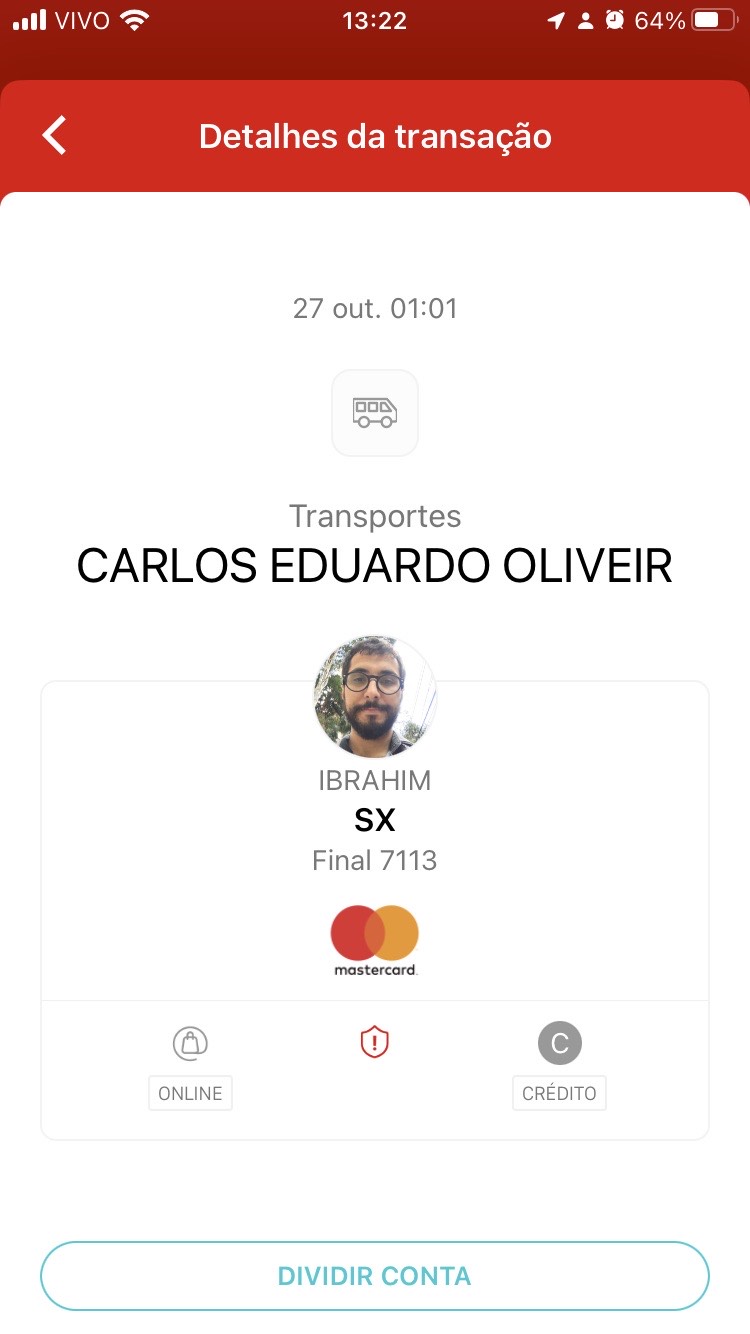 VIVO 13:22 64%
Detalhes da transação
27 out. 01:01
Transportes
CARLOS EDUARDO OLIVEIR
IBRAHIM
SX
Final 7113
mastercard.
C
ONLINE CRÉDITO
DIVIDIR CONTA